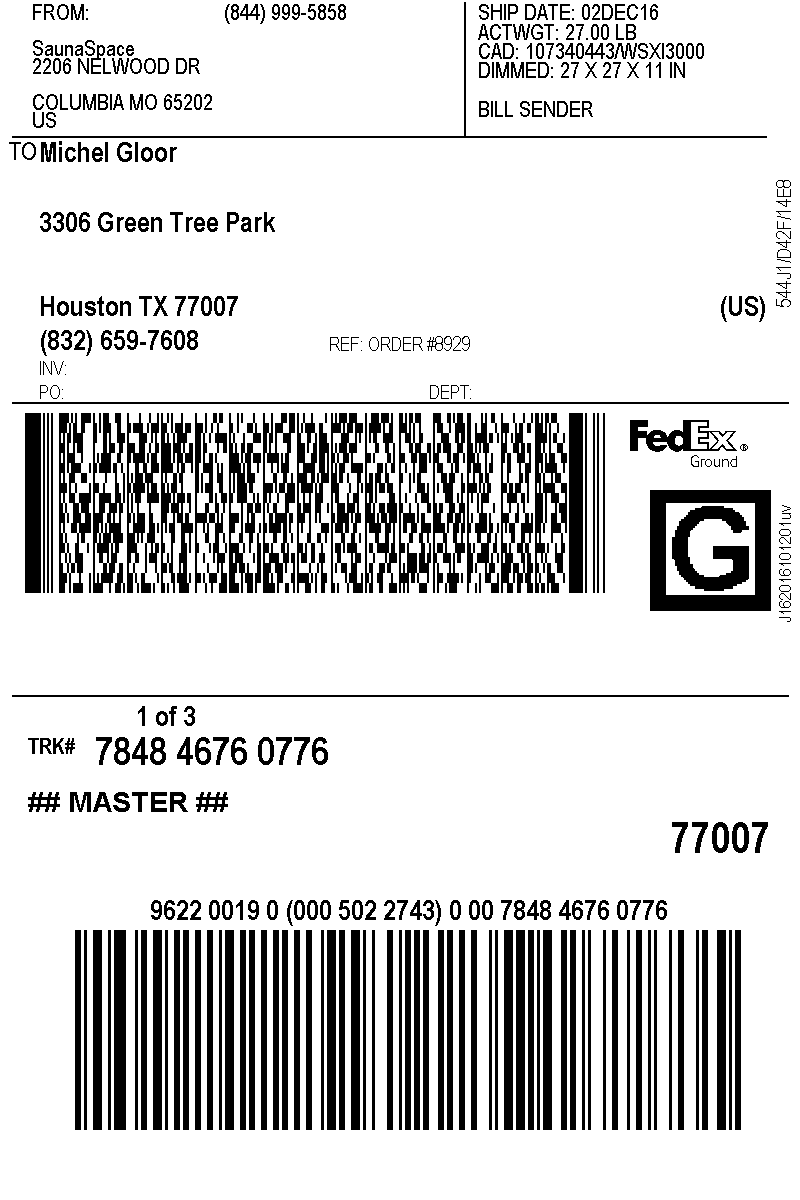 FROM: (844) 999-5858
SaunaSpace
2206 NELWOOD DR
COLUMBIA MO 65202
US
SHIP DATE: 02DEC16
ACTWGT: 27.00 LB
CAD: 107340443/WSXI3000
DIMMED: 27 X 27 X 11 IN
BILL SENDER
TO Michel Gloor
3306 Green Tree Park
Houston TX 77007 (US)
(832) 659-7608 REF: ORDER #8929
INV:
PO: DEPT:
544J1/D42F/14E8
FedEx®
Ground
G
J162016101201uv
1 of 3
TRK# 7848 4676 0776
## MASTER ##
77007
9622 0019 0 (000 502 2743) 0 00 7848 4676 0776